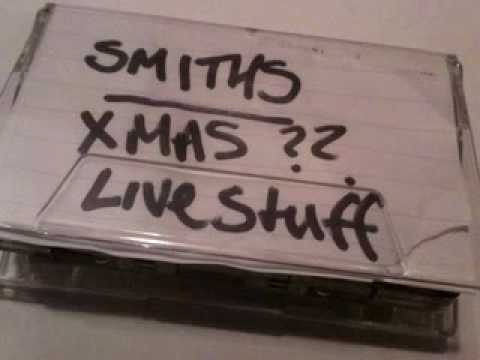 SMITHS
XMAS ??
LIVE Stuff